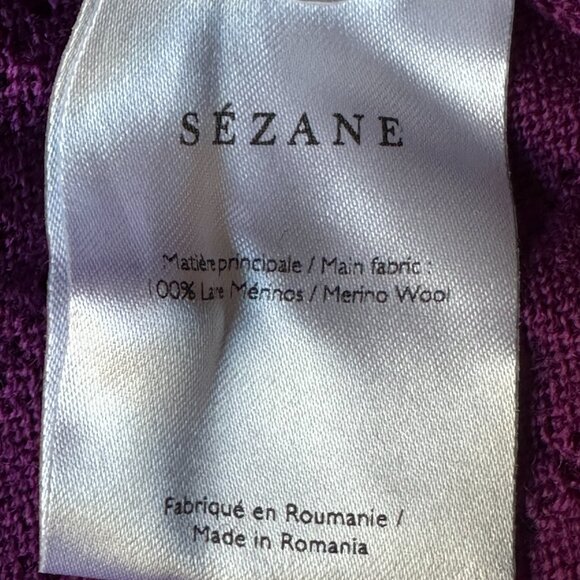 SÉZANE
Matière principale / Main fabric :
100% Laine Mérinos / Merino Wool
Fabriqué en Roumanie /
Made in Romania